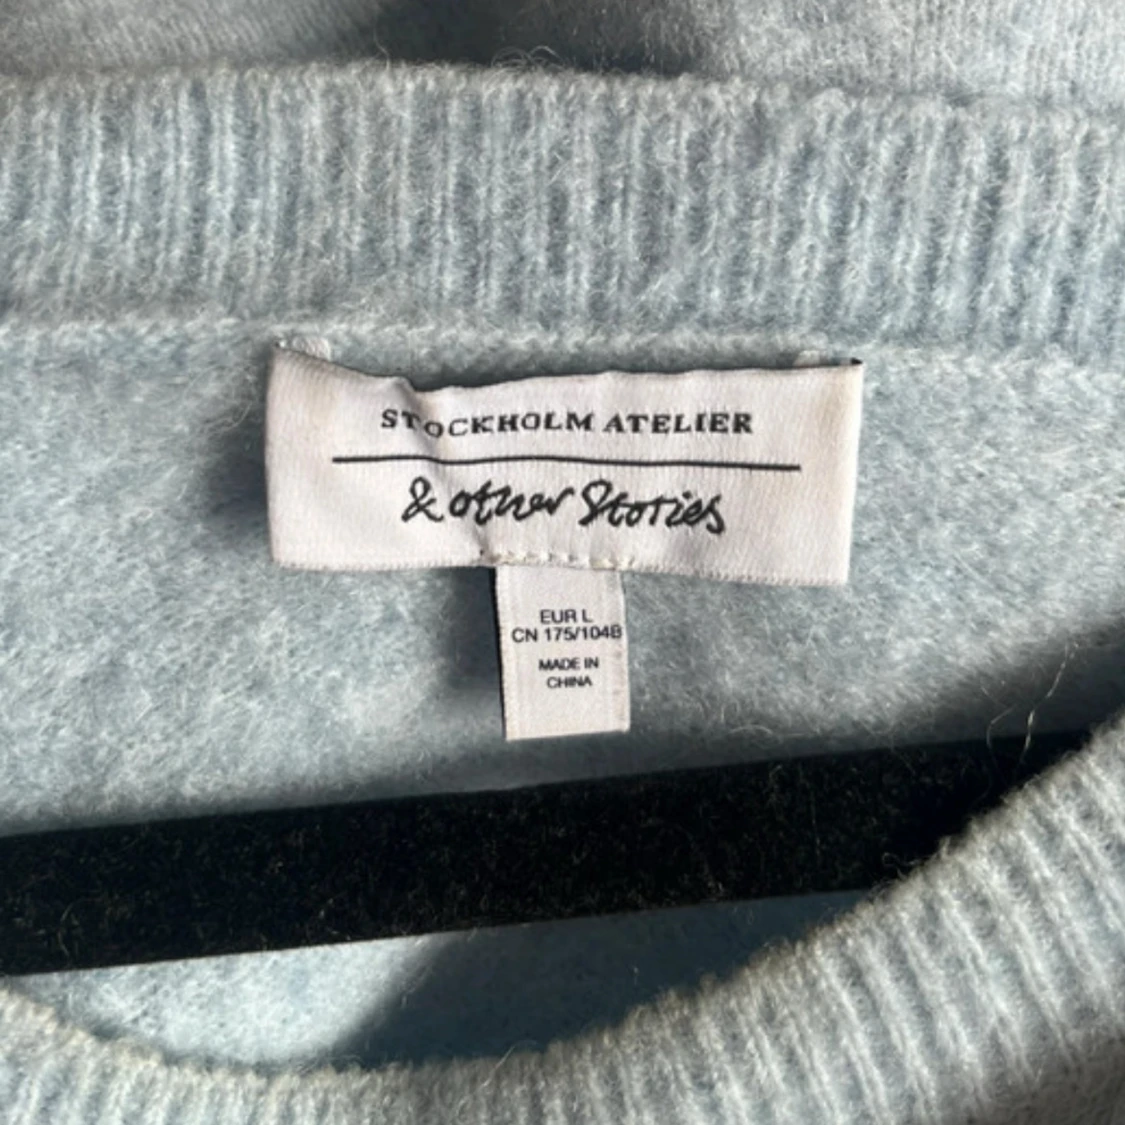 STOCKHOLM ATELIER
& other Stories
EUR L
CN 175/104B
MADE IN
CHINA